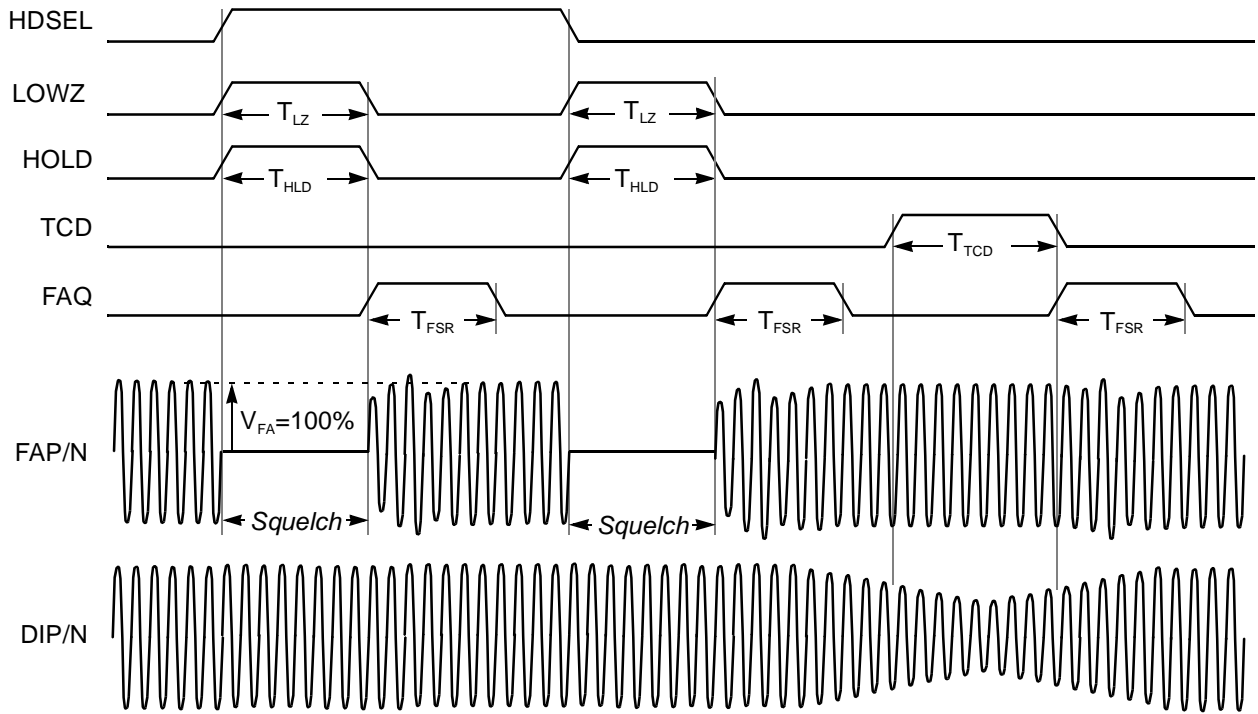 HDSEL
LOWZ
T_LZ T_LZ
HOLD
T_HLD T_HLD
TCD
T_TCD
FAQ
T_FSR T_FSR T_FSR
V_FA=100%
FAP/N
Squelch Squelch
DIP/N